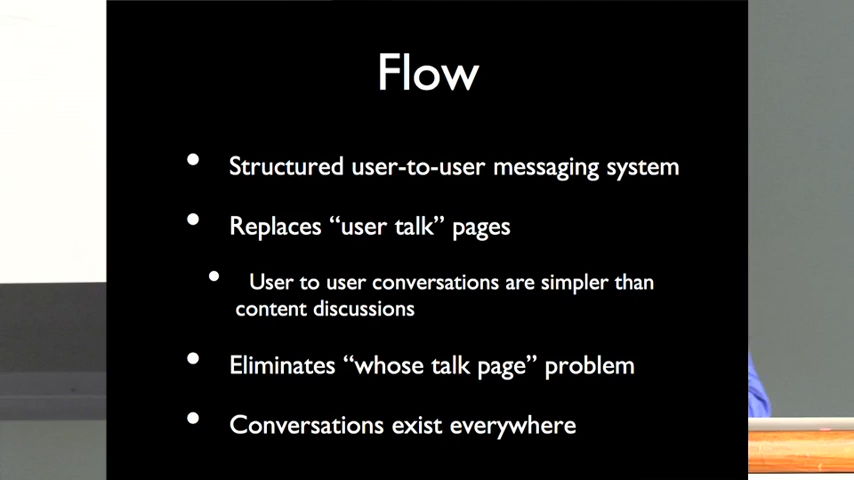 Flow
• Structured user-to-user messaging system
• Replaces “user talk” pages
• User to user conversations are simpler than
content discussions
• Eliminates “whose talk page” problem
• Conversations exist everywhere